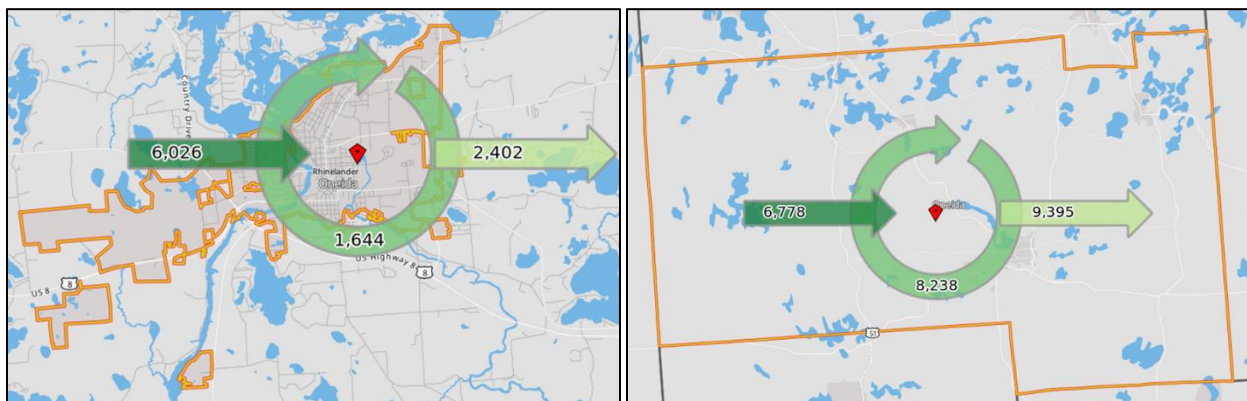 Country Drive
6,026
2,402
Rhinelander
Oneida
1,644
US Highway 8
8
US 8
8
Oneida
6,778
9,395
8,238
51